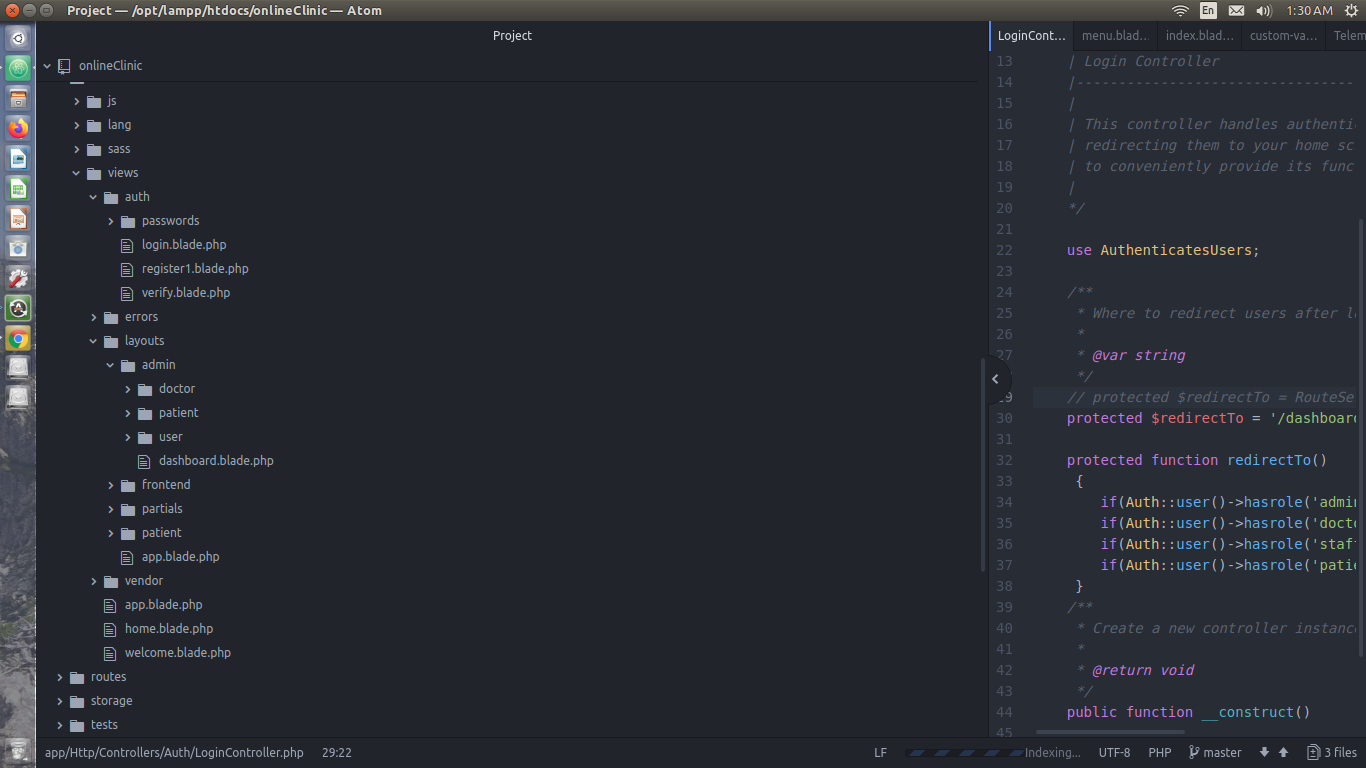 Project — /opt/lampp/htdocs/onlineClinic — Atom
En
1:30 AM
Project
onlineClinic
js
lang
sass
views
auth
passwords
login.blade.php
register1.blade.php
verify.blade.php
errors
layouts
admin
doctor
patient
user
dashboard.blade.php
frontend
partials
patient
app.blade.php
vendor
app.blade.php
home.blade.php
welcome.blade.php
routes
storage
tests
LoginCont… menu.blad… index.blad… custom-va… Telem
13 | Login Controller
14 |---------------------------------
15 |
16 | This controller handles authenti
17 | redirecting them to your home sc
18 | to conveniently provide its func
19 |
20 */
21
22 use AuthenticatesUsers;
23
24 /**
25 * Where to redirect users after l
26 *
27 * @var string
28 */
29 // protected $redirectTo = RouteSe
30 protected $redirectTo = '/dashboard
31
32 protected function redirectTo()
33 {
34 if(Auth::user()->hasrole('admin
35 if(Auth::user()->hasrole('docto
36 if(Auth::user()->hasrole('staff
37 if(Auth::user()->hasrole('patie
38 }
39 /**
40 * Create a new controller instance
41 *
42 * @return void
43 */
44 public function __construct()
45
app/Http/Controllers/Auth/LoginController.php 29:22 LF Indexing... UTF-8 PHP master 3 files